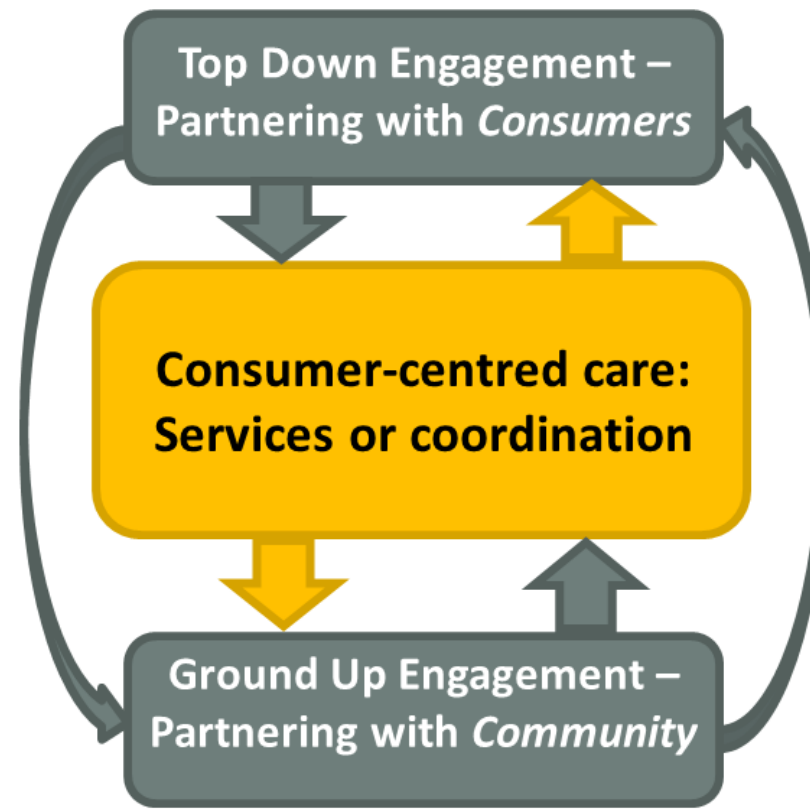 Top Down Engagement –
Partnering with Consumers
Consumer-centred care:
Services or coordination
Ground Up Engagement –
Partnering with Community